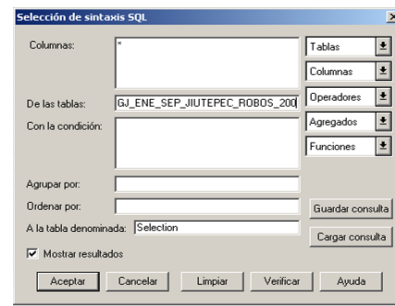 Selección de sintaxis SQL
Columnas:
*
Tablas
Columnas
Operadores
Agregados
Funciones
De las tablas:
GJ_ENE_SEP_JIUTEPEC_ROBOS_200
Con la condición:
Agrupar por:
Ordenar por:
A la tabla denominada:
Selection
Guardar consulta
Cargar consulta
Mostrar resultados
Aceptar
Cancelar
Limpiar
Verificar
Ayuda